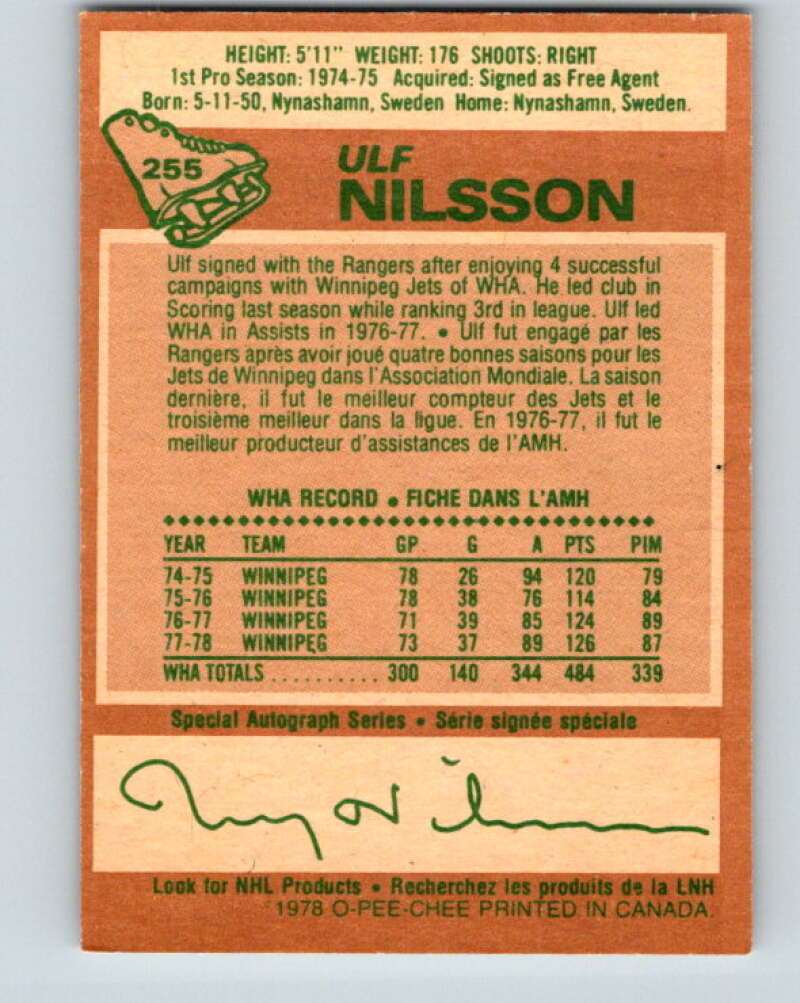 HEIGHT: 5'11" WEIGHT: 176 SHOOTS: RIGHT
1st Pro Season: 1974-75 Acquired: Signed as Free Agent
Born: 5-11-50, Nynashamn, Sweden Home: Nynashamn, Sweden.
255
ULF
NILSSON
Ulf signed with the Rangers after enjoying 4 successful
campaigns with Winnipeg Jets of WHA. He led club in
Scoring last season while ranking 3rd in league. Ulf led
WHA in Assists in 1976-77. • Ulf fut engagé par les
Rangers après avoir joué quatre bonnes saisons pour les
Jets de Winnipeg dans l'Association Mondiale. La saison
dernière, il fut le meilleur compteur des Jets et le
troisième meilleur dans la ligue. En 1976-77, il fut le
meilleur producteur d'assistances de l'AMH.
WHA RECORD • FICHE DANS L'AMH
YEAR TEAM GP G A PTS PIM
74-75 WINNIPEG 78 26 94 120 79
75-76 WINNIPEG 78 38 76 114 84
76-77 WINNIPEG 71 39 85 124 89
77-78 WINNIPEG 73 37 89 126 87
WHA TOTALS .......... 300 140 344 484 339
Special Autograph Series • Série signée spéciale
Look for NHL Products • Recherchez les produits de la LNH
©1978 O-PEE-CHEE PRINTED IN CANADA.